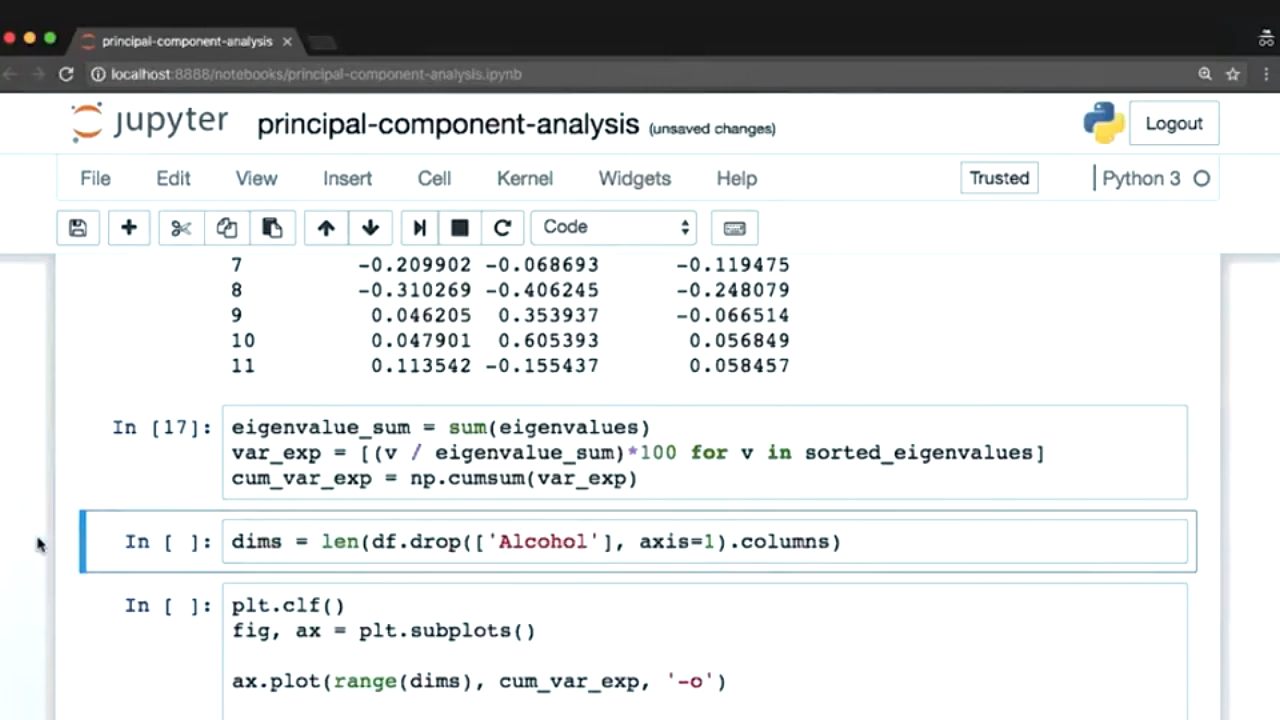 principal-component-analysis
localhost:8888/notebooks/principal-component-analysis.ipynb
jupyter principal-component-analysis (unsaved changes) Logout
File Edit View Insert Cell Kernel Widgets Help Trusted Python 3
Code
7 -0.209902 -0.068693 -0.119475
8 -0.310269 -0.406245 -0.248079
9 0.046205 0.353937 -0.066514
10 0.047901 0.605393 0.056849
11 0.113542 -0.155437 0.058457
In [17]: eigenvalue_sum = sum(eigenvalues)
var_exp = [(v / eigenvalue_sum)*100 for v in sorted_eigenvalues]
cum_var_exp = np.cumsum(var_exp)
In [ ]: dims = len(df.drop(['Alcohol'], axis=1).columns)
In [ ]: plt.clf()
fig, ax = plt.subplots()
ax.plot(range(dims), cum_var_exp, '-o')